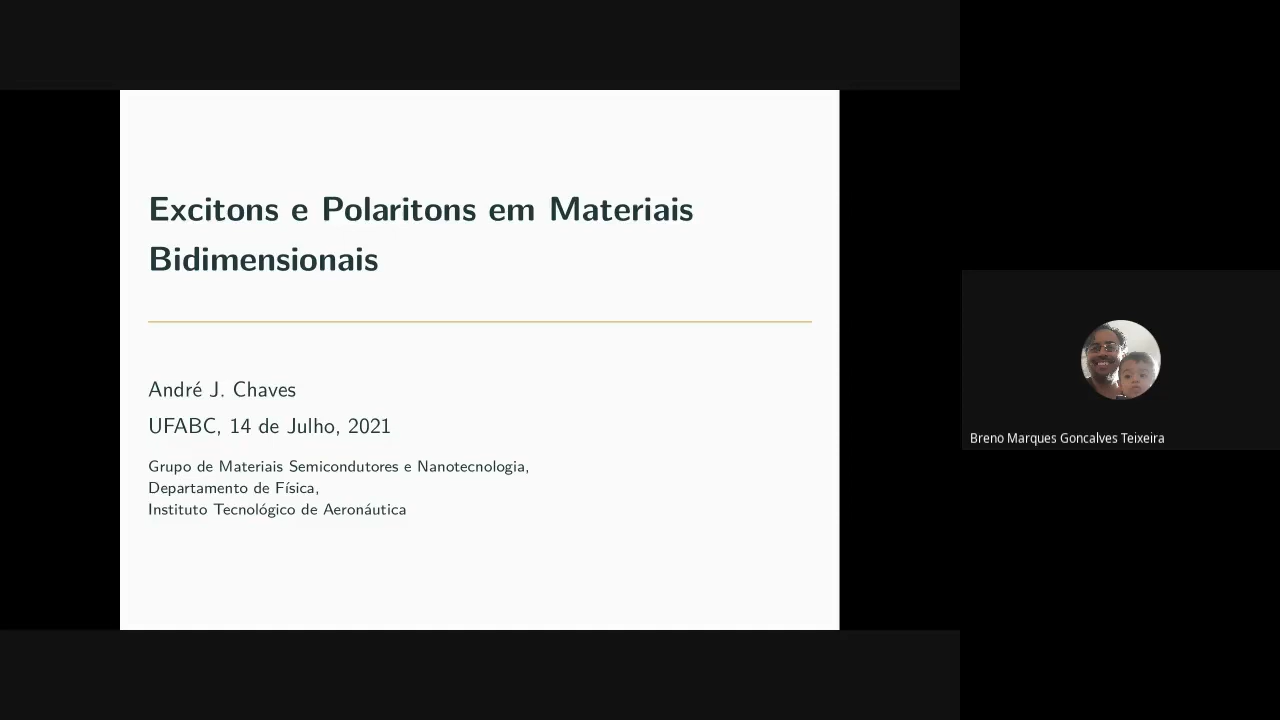 Excitons e Polaritons em Materiais
Bidimensionais
André J. Chaves
UFABC, 14 de Julho, 2021
Grupo de Materiais Semicondutores e Nanotecnologia,
Departamento de Física,
Instituto Tecnológico de Aeronáutica
Breno Marques Goncalves Teixeira